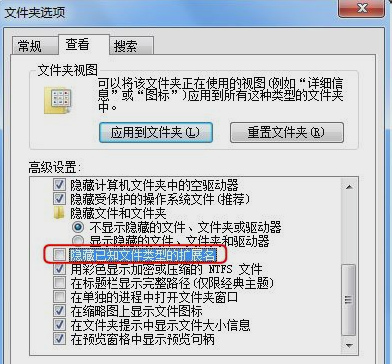 文件夹选项
常规
查看
搜索
文件夹视图
可以将该文件夹正在使用的视图(例如“详细信
息”或“图标”)应用到所有这种类型的文件夹
中。
应用到文件夹(L)
重置文件夹(R)
高级设置:
隐藏计算机文件夹中的空驱动器
隐藏受保护的操作系统文件(推荐)
隐藏文件和文件夹
不显示隐藏的文件、文件夹或驱动器
显示隐藏的文件、文件夹和驱动器
隐藏已知文件类型的扩展名
用彩色显示加密或压缩的 NTFS 文件
在标题栏显示完整路径(仅限经典主题)
在单独的进程中打开文件夹窗口
在缩略图上显示文件图标
在文件夹提示中显示文件大小信息
在预览窗格中显示预览句柄